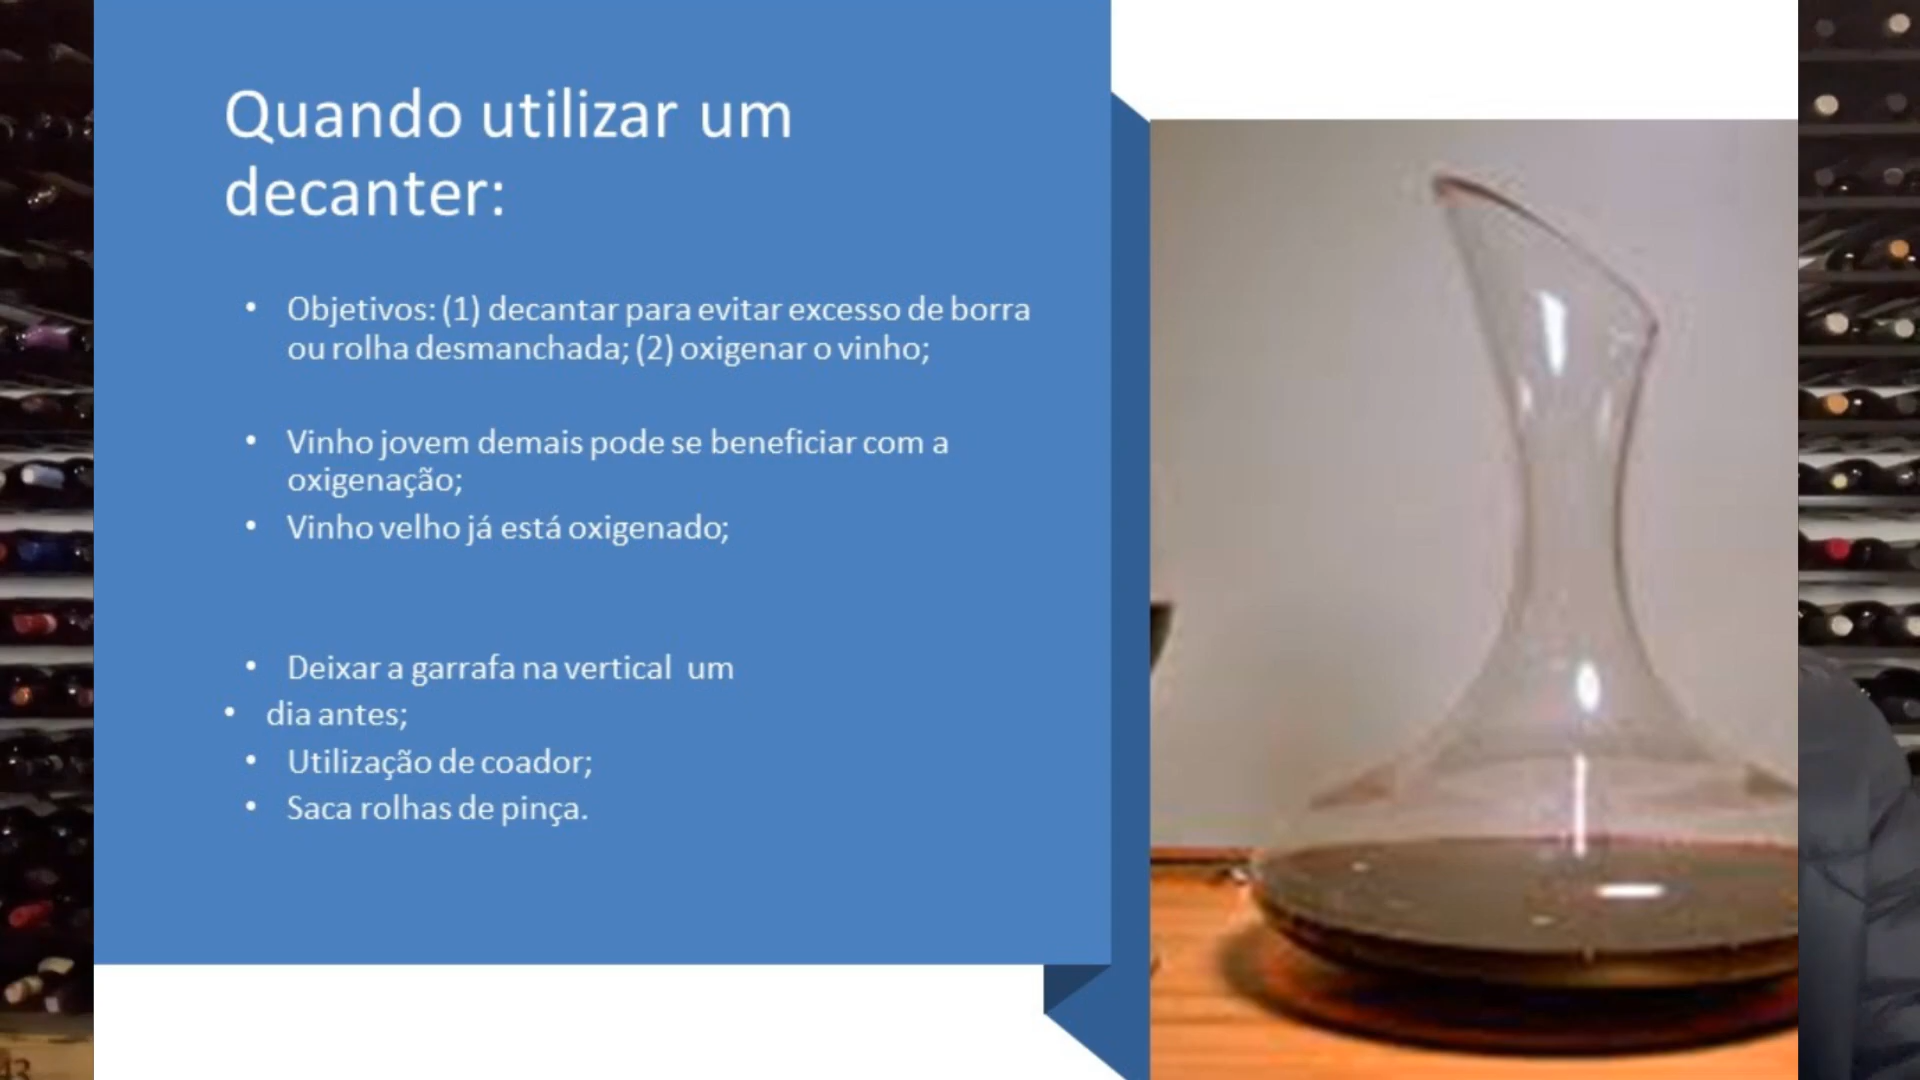 Quando utilizar um
decanter:
• Objetivos: (1) decantar para evitar excesso de borra
ou rolha desmanchada; (2) oxigenar o vinho;
• Vinho jovem demais pode se beneficiar com a
oxigenação;
• Vinho velho já está oxigenado;
• Deixar a garrafa na vertical um
• dia antes;
• Utilização de coador;
• Saca rolhas de pinça.